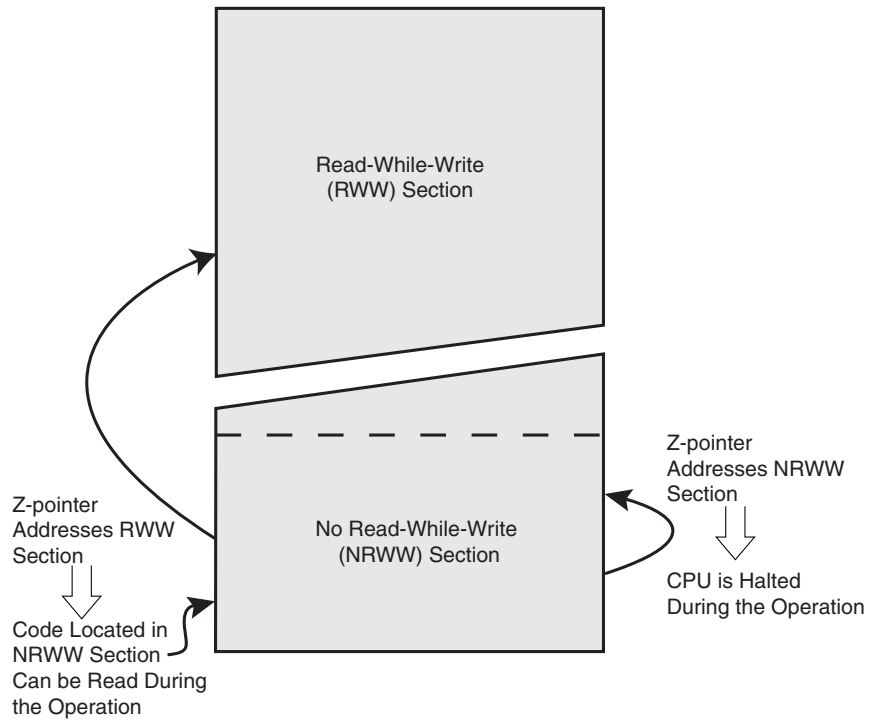 Read-While-Write
(RWW) Section
Z-pointer
Addresses NRWW
Section
CPU is Halted
During the Operation
No Read-While-Write
(NRWW) Section
Z-pointer
Addresses RWW
Section
Code Located in
NRWW Section
Can be Read During
the Operation